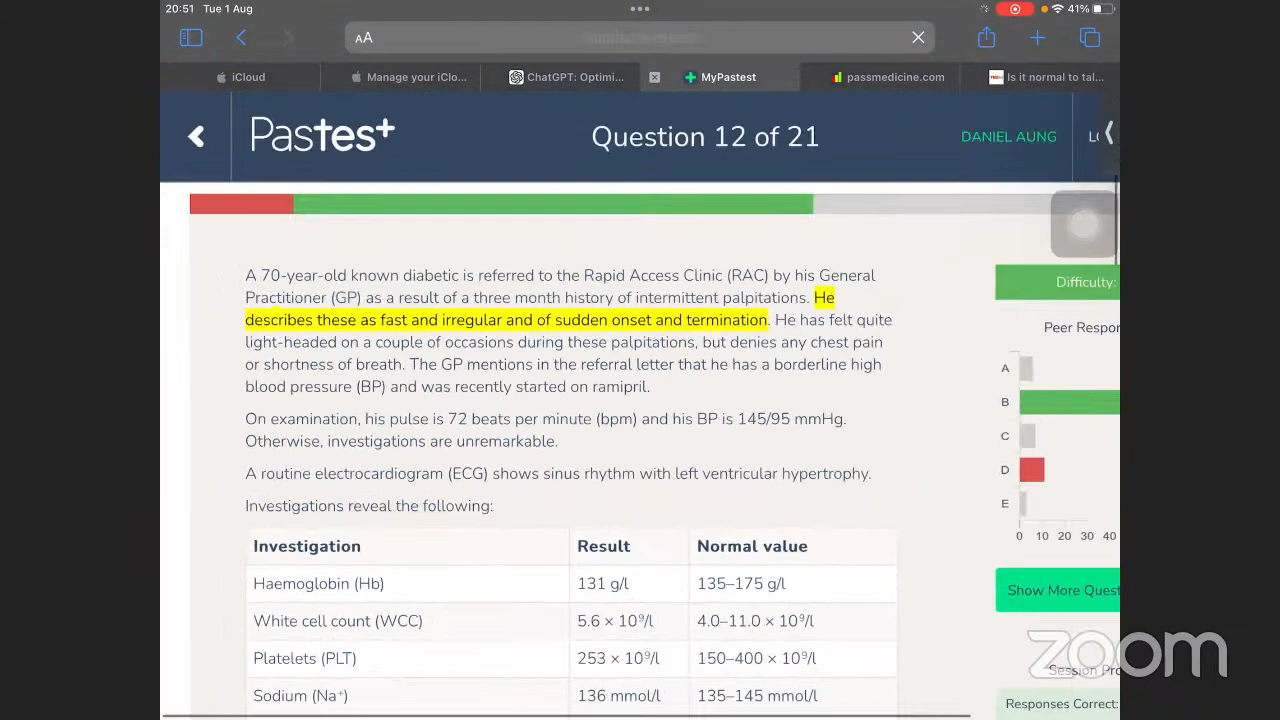 20:51 Tue 1 Aug
41%
AA
iCloud
Manage your iClo...
ChatGPT: Optimi...
MyPastest
passmedicine.com
Is it normal to tal...
Pastest+
Question 12 of 21
DANIEL AUNG
Difficulty:
A 70-year-old known diabetic is referred to the Rapid Access Clinic (RAC) by his General
Practitioner (GP) as a result of a three month history of intermittent palpitations. He
describes these as fast and irregular and of sudden onset and termination. He has felt quite
light-headed on a couple of occasions during these palpitations, but denies any chest pain
or shortness of breath. The GP mentions in the referral letter that he has a borderline high
blood pressure (BP) and was recently started on ramipril.
On examination, his pulse is 72 beats per minute (bpm) and his BP is 145/95 mmHg.
Otherwise, investigations are unremarkable.
A routine electrocardiogram (ECG) shows sinus rhythm with left ventricular hypertrophy.
Investigations reveal the following:
Investigation Result Normal value
Haemoglobin (Hb) 131 g/l 135–175 g/l
White cell count (WCC) 5.6 × 10⁹/l 4.0–11.0 × 10⁹/l
Platelets (PLT) 253 × 10⁹/l 150–400 × 10⁹/l
Sodium (Na⁺) 136 mmol/l 135–145 mmol/l
Peer Respon
A
B
C
D
E
0 10 20 30 40
Show More Quest
Session Pro
Responses Correct:
zoom